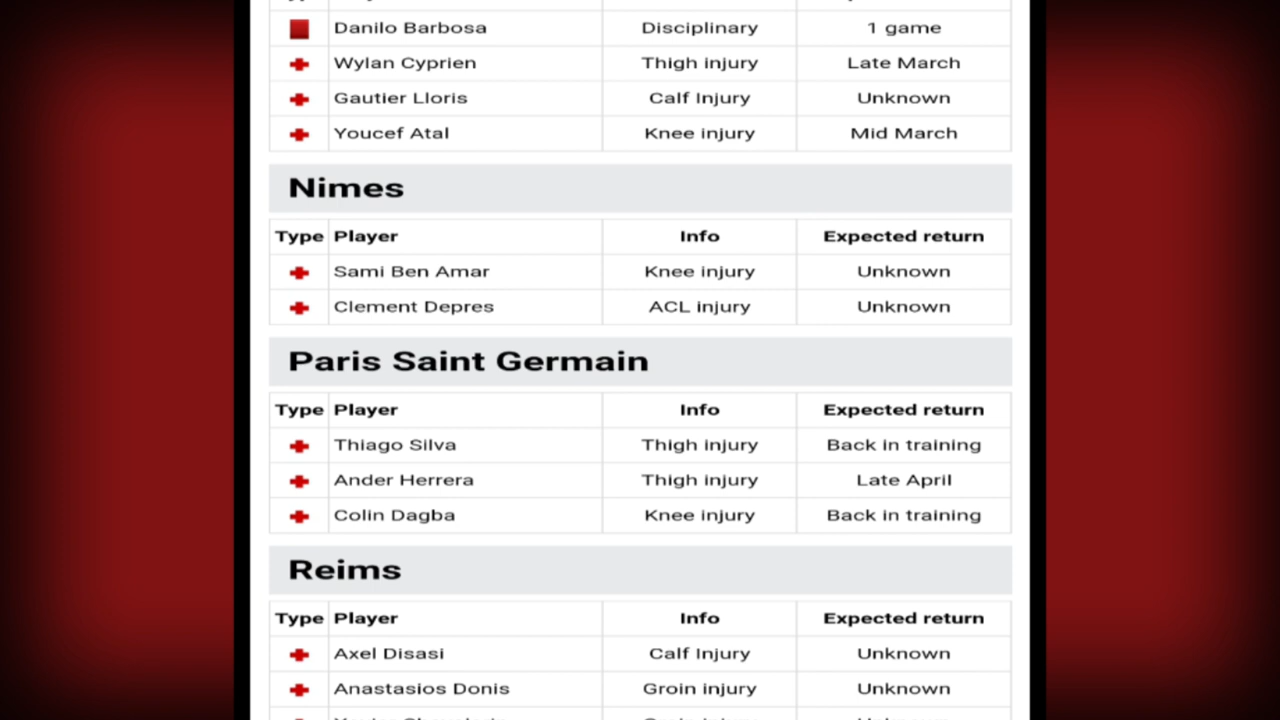 Danilo Barbosa Disciplinary 1 game
Wylan Cyprien Thigh injury Late March
Gautier Lloris Calf Injury Unknown
Youcef Atal Knee injury Mid March
Nimes
Type Player Info Expected return
Sami Ben Amar Knee injury Unknown
Clement Depres ACL injury Unknown
Paris Saint Germain
Type Player Info Expected return
Thiago Silva Thigh injury Back in training
Ander Herrera Thigh injury Late April
Colin Dagba Knee injury Back in training
Reims
Type Player Info Expected return
Axel Disasi Calf Injury Unknown
Anastasios Donis Groin injury Unknown